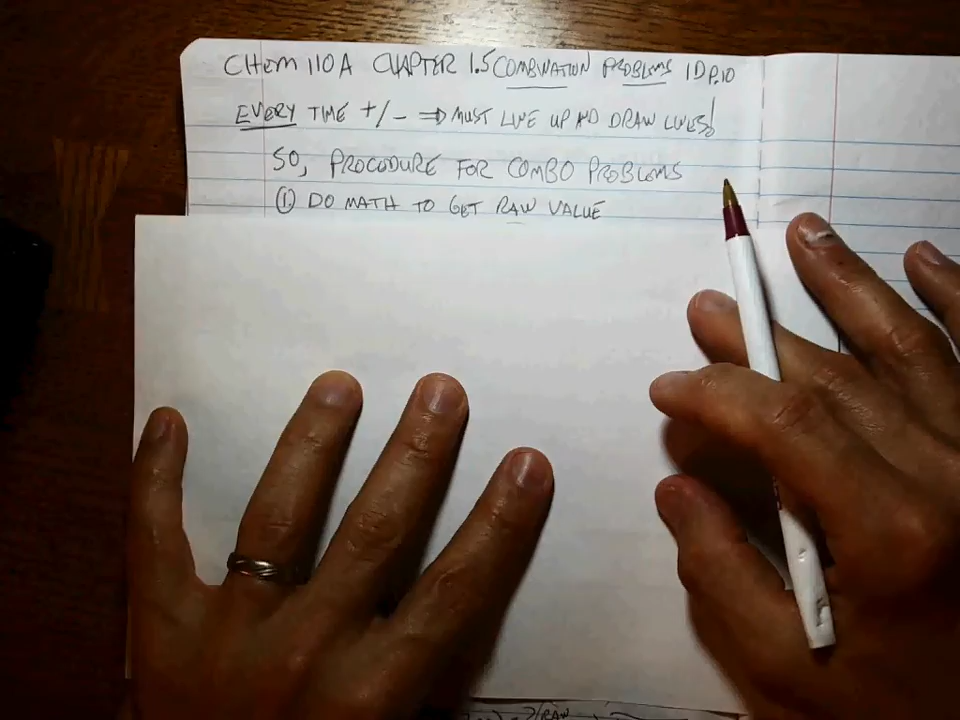 CHEM 110A CHAPTER 1.5 COMBINATION PROBLEMS 1D P.10
EVERY TIME +/- ⇒ MUST LINE UP AND DRAW LINES!
SO, PROCEDURE FOR COMBO PROBLEMS
① DO MATH TO GET RAW VALUE
RAW